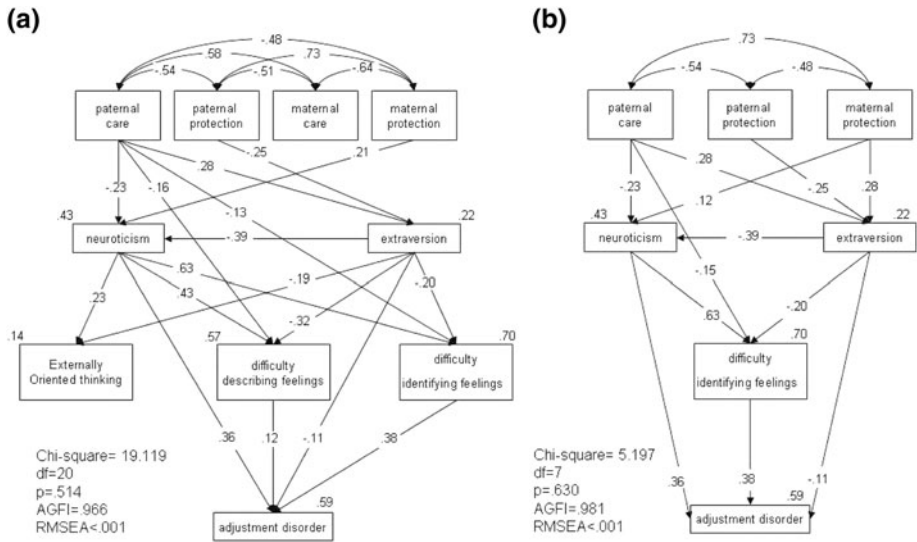 (a)
-.48
.58 .73
-.54 -.51 -.64
paternal
care
paternal
protection
maternal
care
maternal
protection
-.25 .21
.28
-.23 -.16
-.13
.43 .22
neuroticism -.39 extraversion
.63 -.19 -.20
.23 .43
-.32
.14 .57 .70
Externally
Oriented thinking
difficulty
describing feelings
difficulty
identifying feelings
.36 .12 -.11 .38
Chi-square= 19.119
df=20
p=.514
AGFI=.966
RMSEA<.001
.59
adjustment disorder
(b)
.73
-.54 -.48
paternal
care
paternal
protection
maternal
protection
.28
-.23 -.25 .28
.12
.43 .22
neuroticism -.39 extraversion
-.15
.63 -.20
.70
difficulty
identifying feelings
Chi-square= 5.197
df=7
p=.630
AGFI=.981
RMSEA<.001
.36 .38 -.11
.59
adjustment disorder